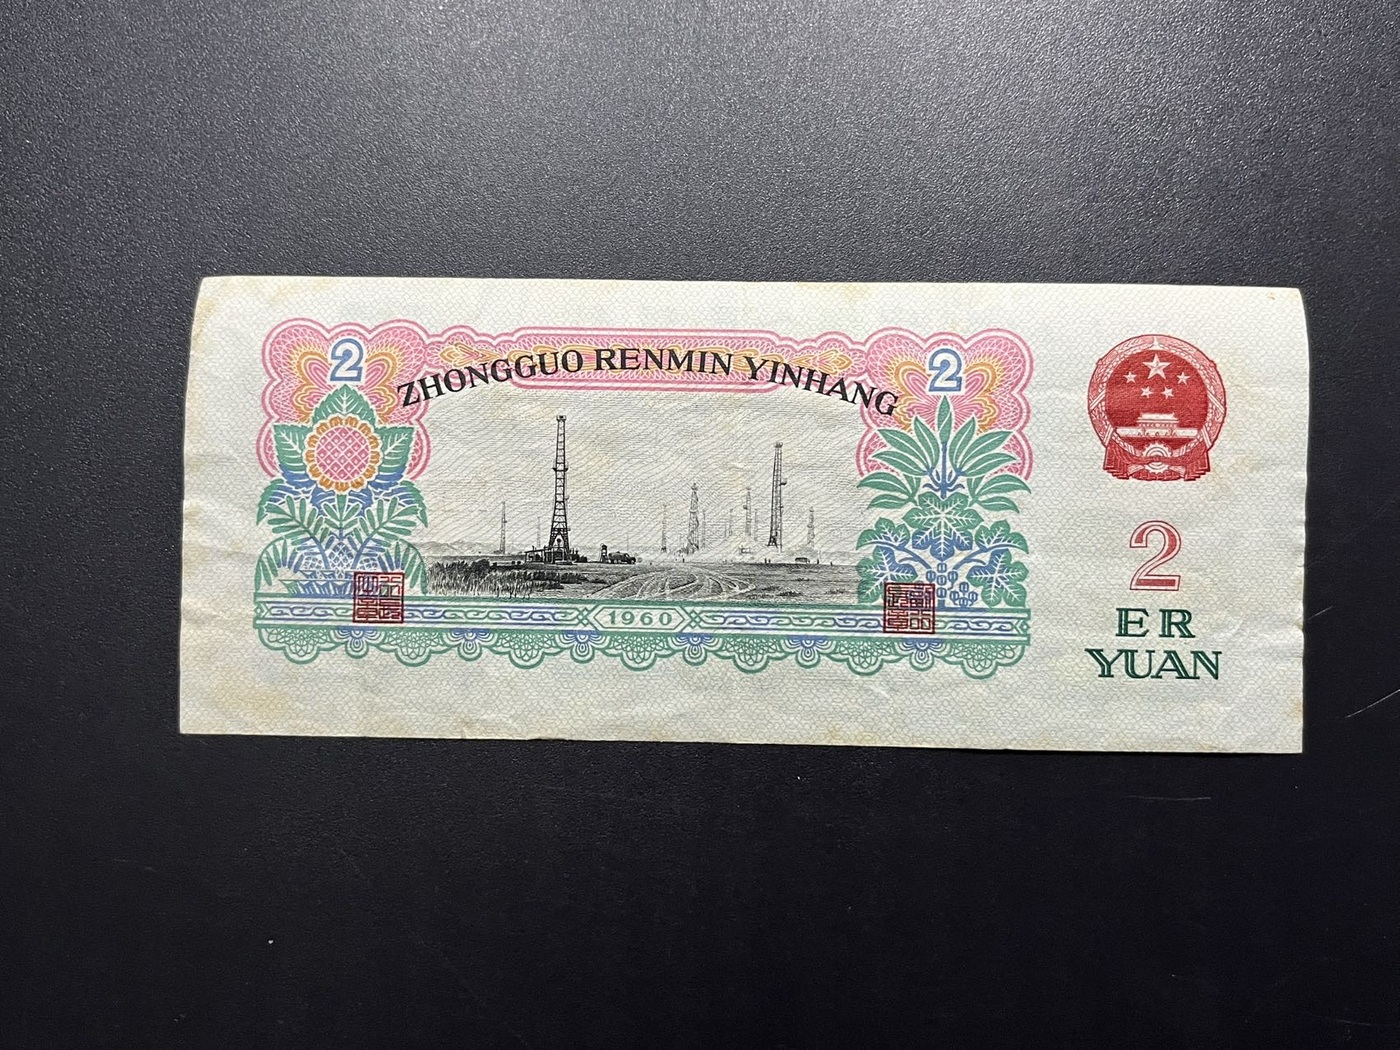 2
2
ZHONGGUO RENMIN YINHANG
1960
2
ER
YUAN